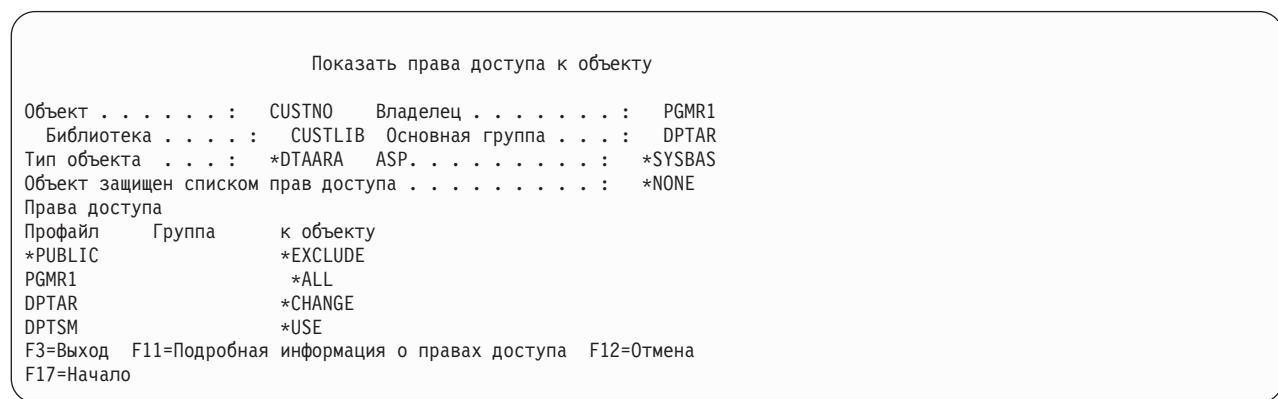 Показать права доступа к объекту
Объект . . . . . . : CUSTNO Владелец . . . . . . . : PGMR1
Библиотека . . . . : CUSTLIB Основная группа . . . : DPTAR
Тип объекта . . . : *DTAARA ASP. . . . . . . . . . : *SYSBAS
Объект защищен списком прав доступа . . . . . . . . . : *NONE
Права доступа
Профайл Группа к объекту
*PUBLIC *EXCLUDE
PGMR1 *ALL
DPTAR *CHANGE
DPTSM *USE
F3=Выход F11=Подробная информация о правах доступа F12=Отмена
F17=Начало